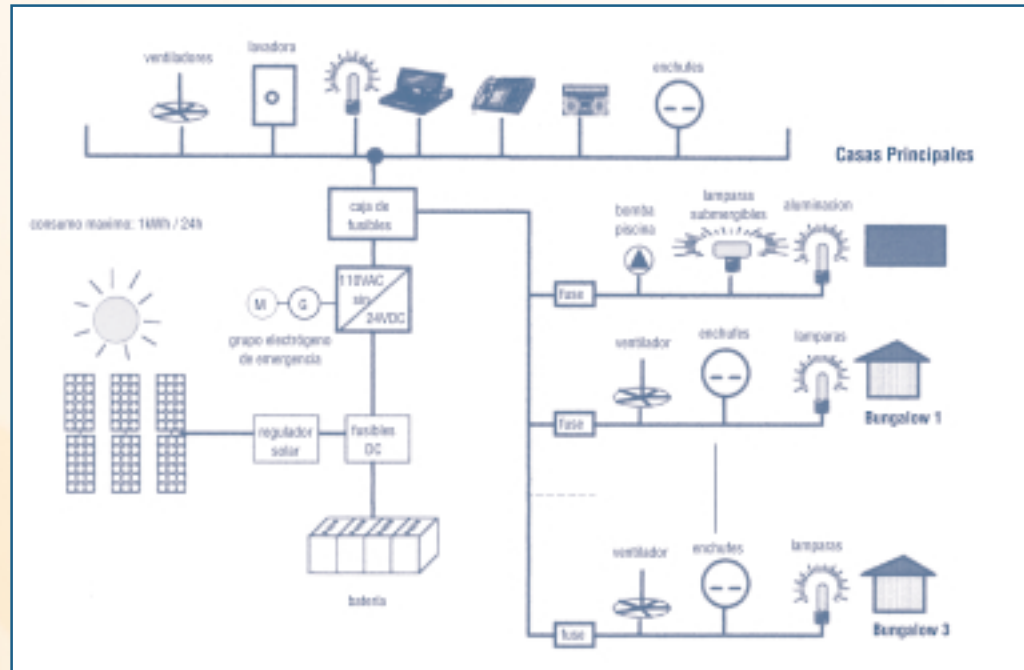 ventiladores
lavadora
enchufes
Casas Principales
caja de
fusibles
consumo maximo: 1kWh / 24h
bomba
piscina
lamparas
submergibles
aluminacion
110VAC
sin
24VDC
M
G
grupo electrógeno
de emergencia
fuse
ventilador
enchufes
lamparas
Bungalow 1
fuse
regulador
solar
fusibles
DC
ventilador
enchufes
lamparas
Bungalow 3
fuse
batería